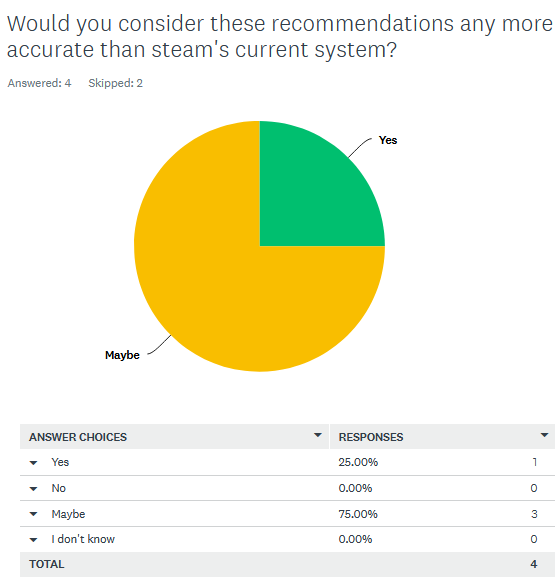 Would you consider these recommendations any more
accurate than steam's current system?
Answered: 4 Skipped: 2
Yes
Maybe
ANSWER CHOICES RESPONSES
Yes 25.00% 1
No 0.00% 0
Maybe 75.00% 3
I don't know 0.00% 0
TOTAL 4